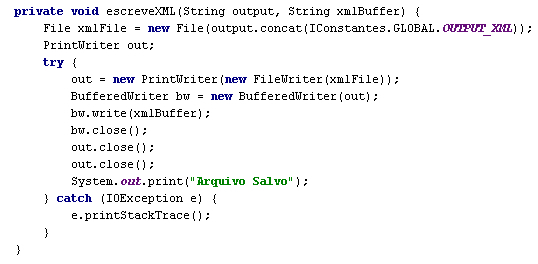 private void escreveXML(String output, String xmlBuffer) {
File xmlFile = new File(output.concat(IConstantes.GLOBAL.OUTPUT_XML));
PrintWriter out;
try {
out = new PrintWriter(new FileWriter(xmlFile));
BufferedWriter bw = new BufferedWriter(out);
bw.write(xmlBuffer);
bw.close();
out.close();
out.close();
System.out.print("Arquivo Salvo");
} catch (IOException e) {
e.printStackTrace();
}
}